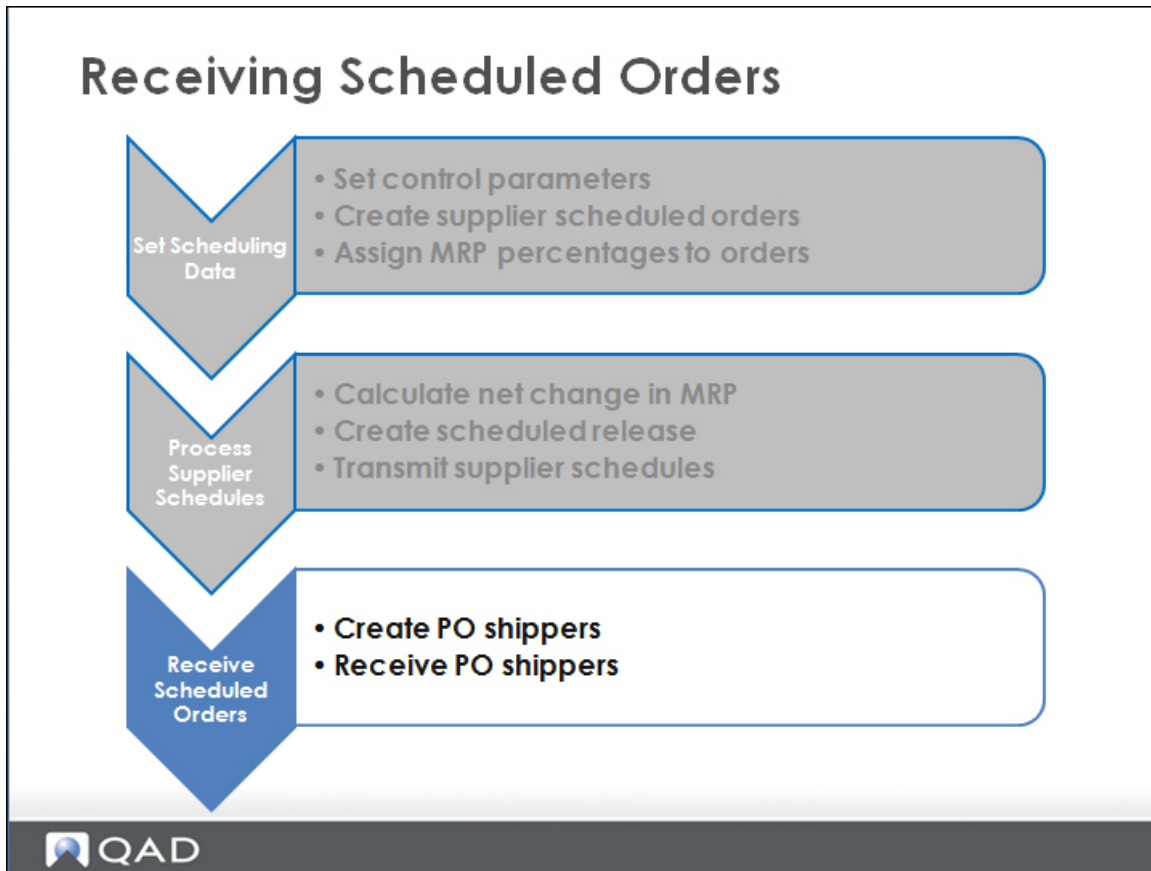 Receiving Scheduled Orders
Set Scheduling
Data
• Set control parameters
• Create supplier scheduled orders
• Assign MRP percentages to orders
Process
Supplier
Schedules
• Calculate net change in MRP
• Create scheduled release
• Transmit supplier schedules
Receive
Scheduled
Orders
• Create PO shippers
• Receive PO shippers
QAD